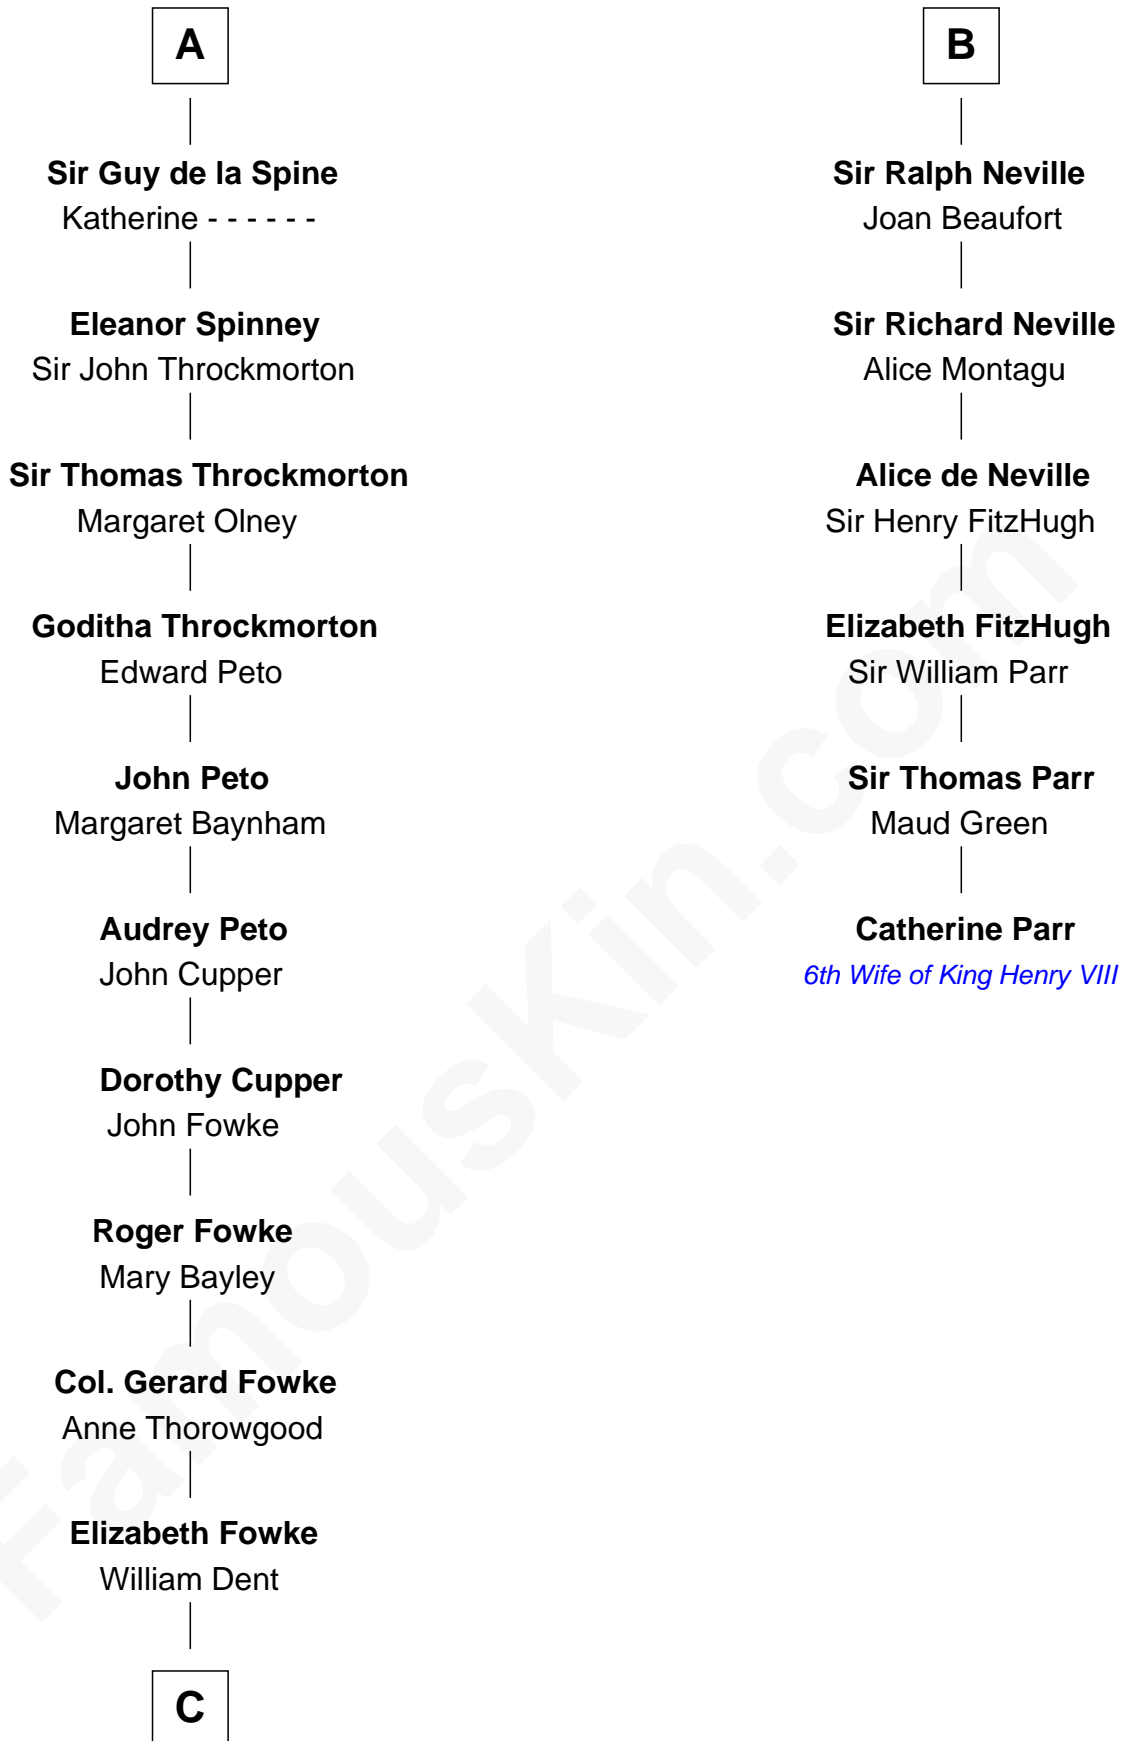 A
Sir Guy de la Spine
Katherine - - - - - -
Eleanor Spinney
Sir John Throckmorton
Sir Thomas Throckmorton
Margaret Olney
Goditha Throckmorton
Edward Peto
John Peto
Margaret Baynham
Audrey Peto
John Cupper
Dorothy Cupper
John Fowke
Roger Fowke
Mary Bayley
Col. Gerard Fowke
Anne Thorowgood
Elizabeth Fowke
William Dent
C
B
Sir Ralph Neville
Joan Beaufort
Sir Richard Neville
Alice Montagu
Alice de Neville
Sir Henry FitzHugh
Elizabeth FitzHugh
Sir William Parr
Sir Thomas Parr
Maud Green
Catherine Parr
6th Wife of King Henry VIII
FamousKin.com